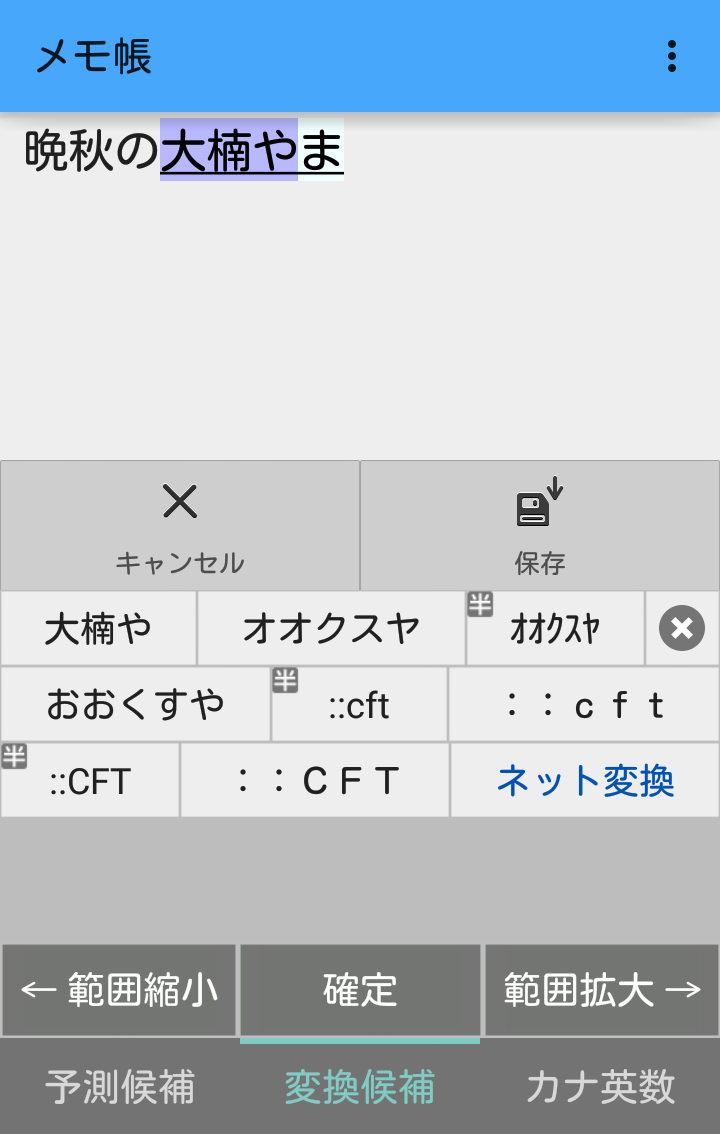 メモ帳
晩秋の大楠やま
キャンセル 保存
大楠や オオクスヤ 半 ｵｵｸｽﾔ
おおくすや 半 ::cft ：：ｃｆｔ
半 ::CFT ：：ＣＦＴ ネット変換
← 範囲縮小 確定 範囲拡大 →
予測候補 変換候補 カナ英数